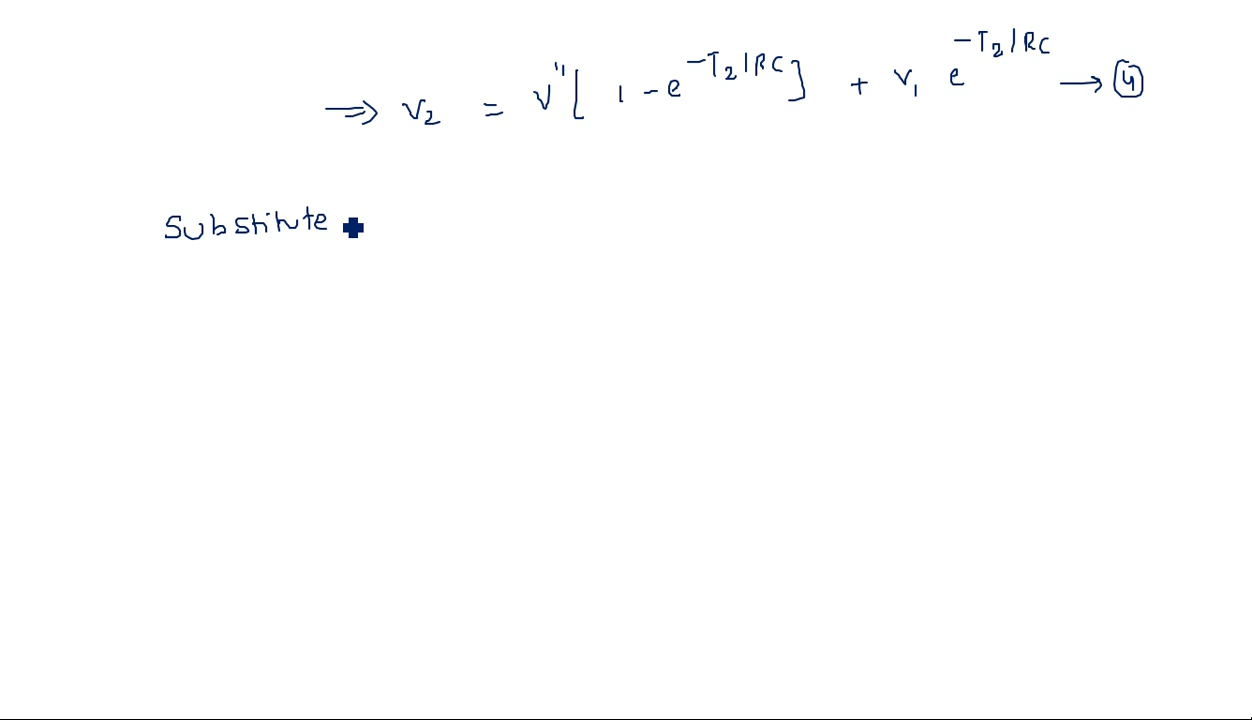 ⇒ V₂ = V"[ 1 - e^{-T₂/RC} ] + V₁ e^{-T₂/RC} → ④
Substitute